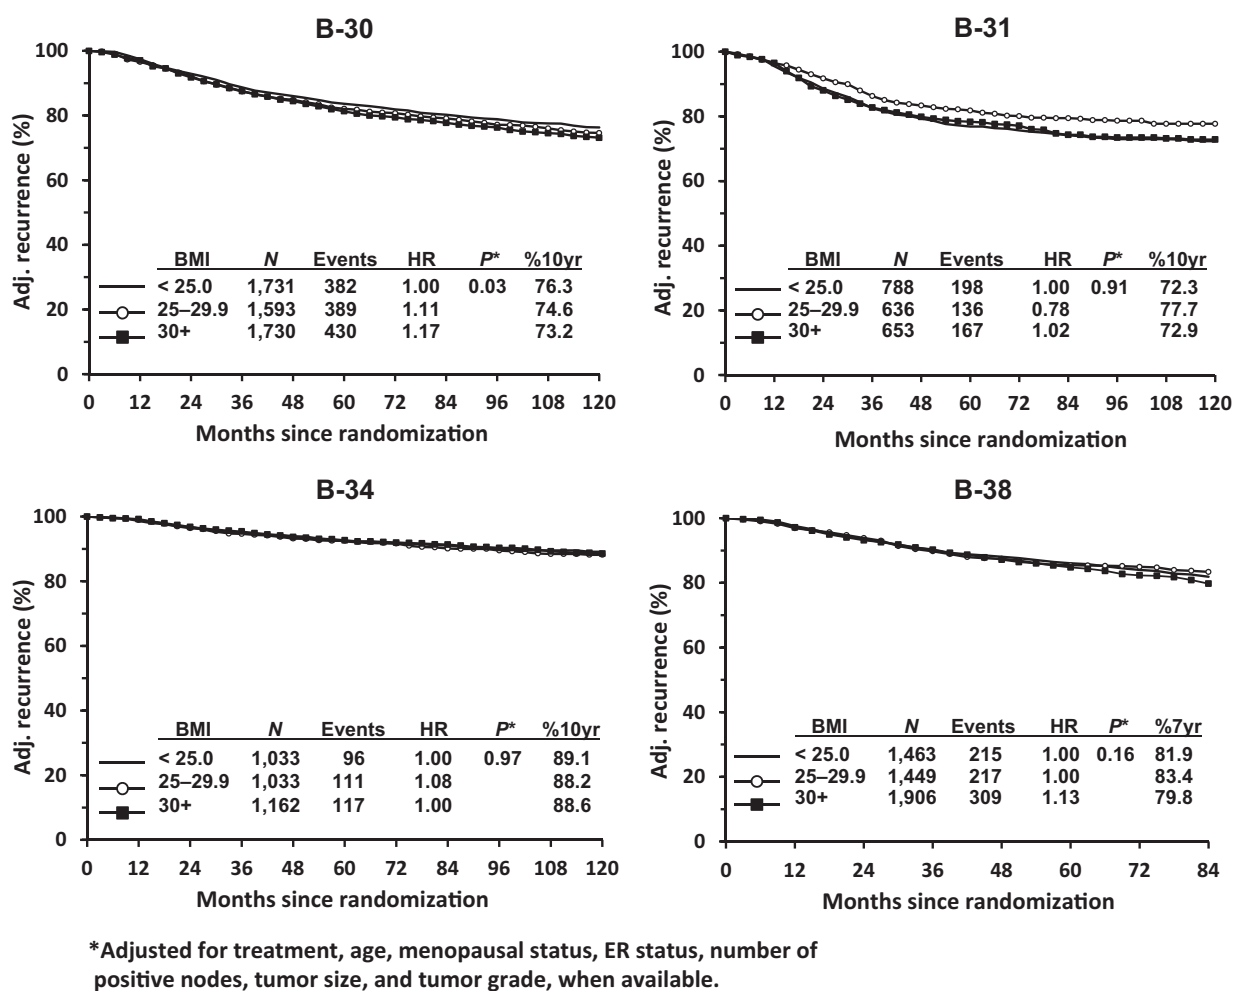 B-30
100
80
60
40
20
0
Adj. recurrence (%)
BMI N Events HR P* %10yr
< 25.0 1,731 382 1.00 0.03 76.3
25–29.9 1,593 389 1.11 74.6
30+ 1,730 430 1.17 73.2
0 12 24 36 48 60 72 84 96 108 120
Months since randomization
B-31
100
80
60
40
20
0
Adj. recurrence (%)
BMI N Events HR P* %10yr
< 25.0 788 198 1.00 0.91 72.3
25–29.9 636 136 0.78 77.7
30+ 653 167 1.02 72.9
0 12 24 36 48 60 72 84 96 108 120
Months since randomization
B-34
100
80
60
40
20
0
Adj. recurrence (%)
BMI N Events HR P* %10yr
< 25.0 1,033 96 1.00 0.97 89.1
25–29.9 1,033 111 1.08 88.2
30+ 1,162 117 1.00 88.6
0 12 24 36 48 60 72 84 96 108 120
Months since randomization
B-38
100
80
60
40
20
0
Adj. recurrence (%)
BMI N Events HR P* %7yr
< 25.0 1,463 215 1.00 0.16 81.9
25–29.9 1,449 217 1.00 83.4
30+ 1,906 309 1.13 79.8
0 12 24 36 48 60 72 84
Months since randomization
*Adjusted for treatment, age, menopausal status, ER status, number of
positive nodes, tumor size, and tumor grade, when available.